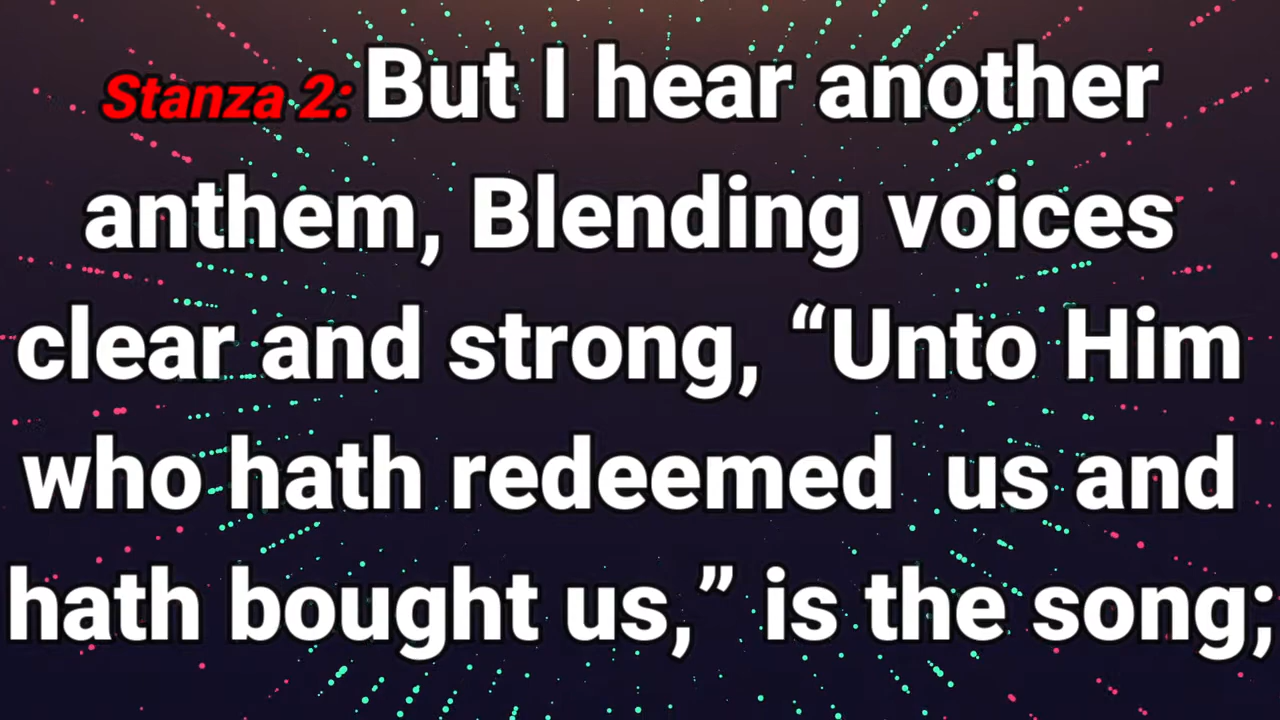 Stanza 2: But I hear another
anthem, Blending voices
clear and strong, “Unto Him
who hath redeemed  us and
hath bought us,” is the song;